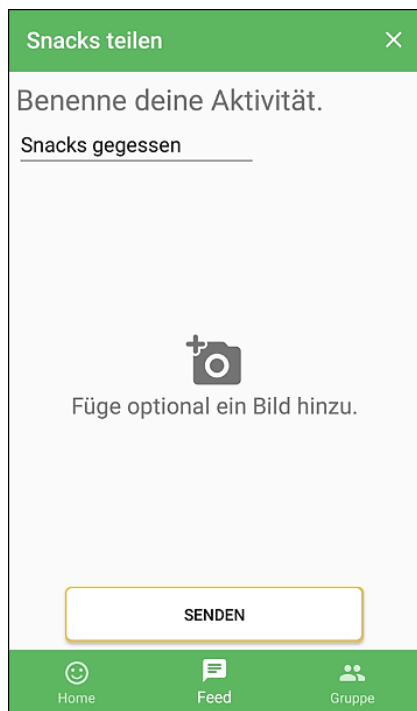 Snacks teilen
Benenne deine Aktivität.
Snacks gegessen
Füge optional ein Bild hinzu.
SENDEN
Home Feed Gruppe